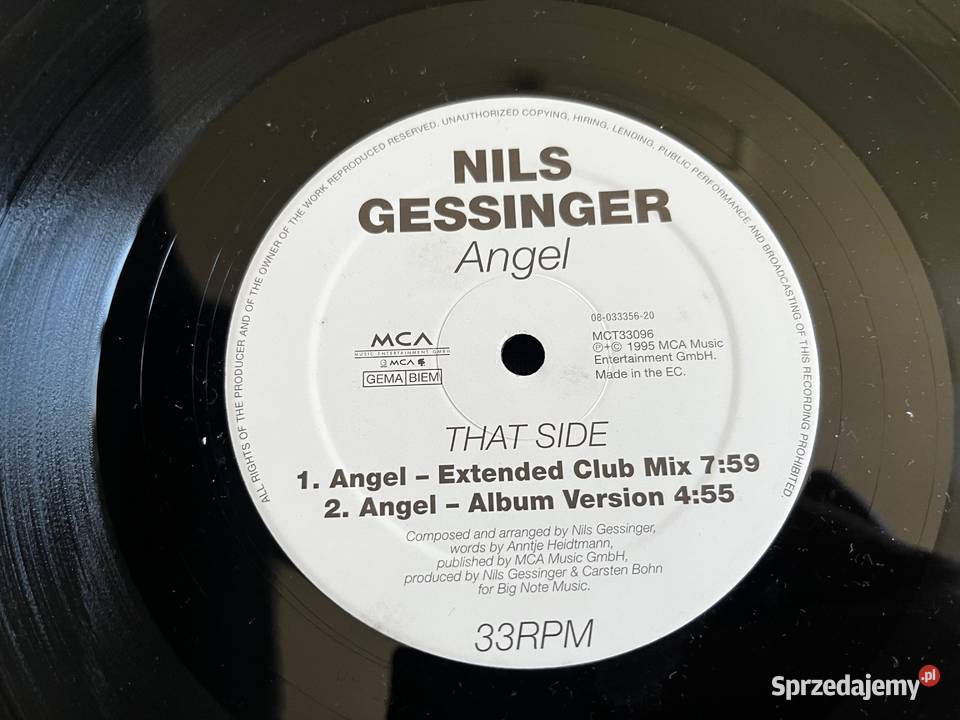 ALL RIGHTS OF THE PRODUCER AND OF THE OWNER OF THE WORK REPRODUCED RESERVED. UNAUTHORIZED COPYING, HIRING, LENDING, PUBLIC PERFORMANCE AND BROADCASTING OF THIS RECORDING PROHIBITED.
NILS
GESSINGER
Angel
08-033356-20
MCT33096
℗+© 1995 MCA Music
Entertainment GmbH.
Made in the EC.
MCA
MUSIC ENTERTAINMENT GMBH
MCA
GEMA BIEM
THAT SIDE
1. Angel – Extended Club Mix 7:59
2. Angel – Album Version 4:55
Composed and arranged by Nils Gessinger,
words by Anntje Heidtmann,
published by MCA Music GmbH,
produced by Nils Gessinger & Carsten Bohn
for Big Note Music.
33RPM
Sprzedajemy.pl